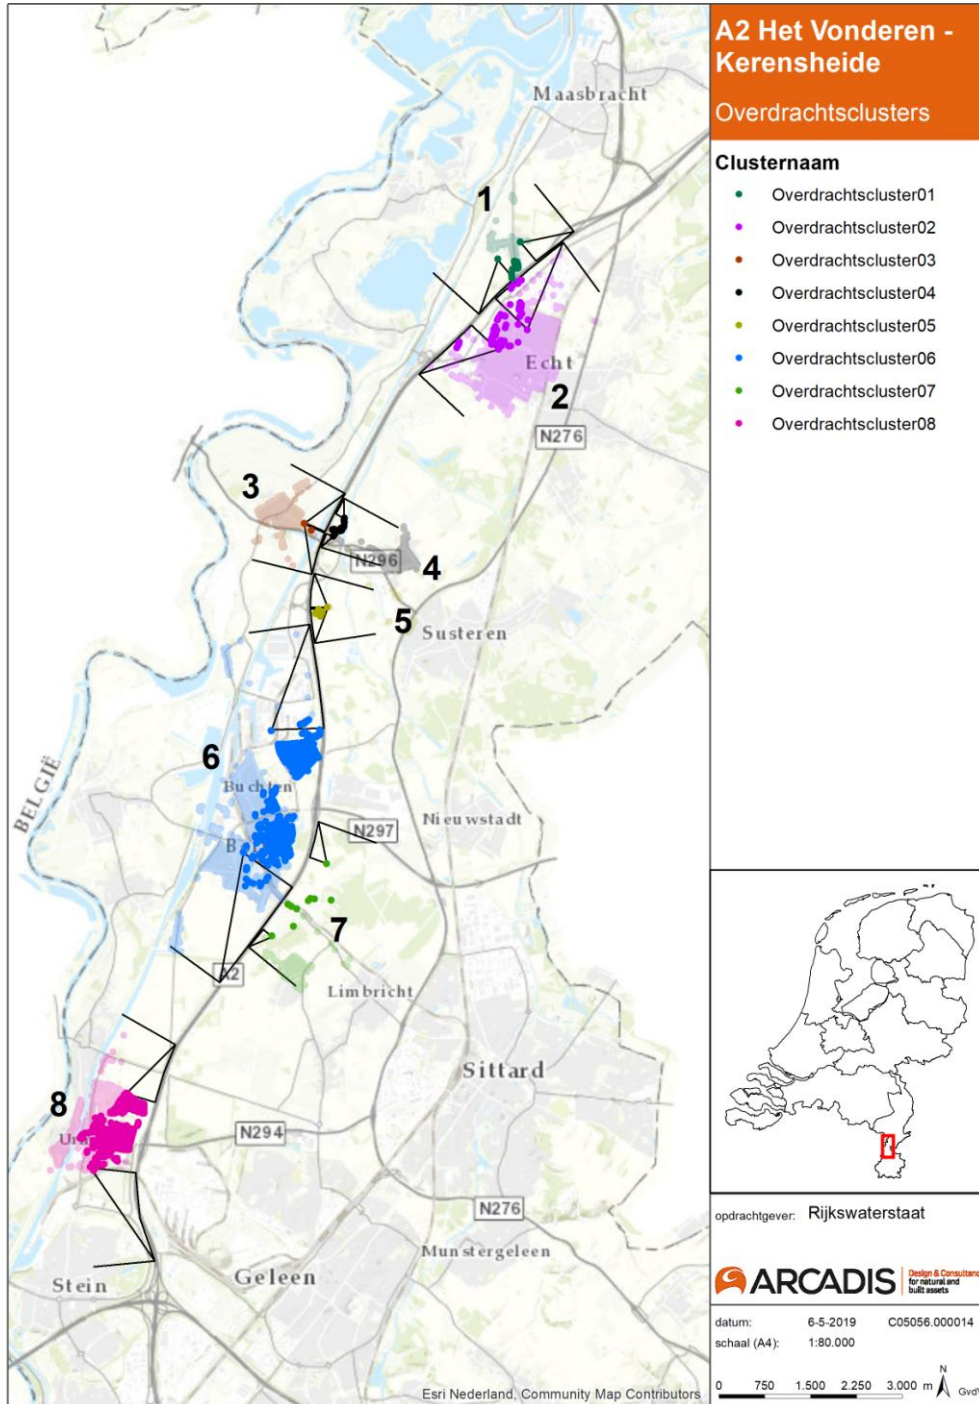 A2 Het Vonderen -
Kerensheide
Overdrachtsclusters
Clusternaam
Overdrachtscluster01
Overdrachtscluster02
Overdrachtscluster03
Overdrachtscluster04
Overdrachtscluster05
Overdrachtscluster06
Overdrachtscluster07
Overdrachtscluster08
Maasbracht
1
Echt
2
N276
3
N296
4
5
Susteren
6
Buchten
BELGIË
N297
Nieuwstadt
7
A2
Limbricht
Sittard
8
N294
N276
Munstergeleen
Geleen
Stein
Esri Nederland, Community Map Contributors
opdrachtgever: Rijkswaterstaat
ARCADIS
Design & Consultancy
for natural and
built assets
datum: 6-5-2019 C05056.000014
schaal (A4): 1:80.000
0 750 1.500 2.250 3.000 m
N